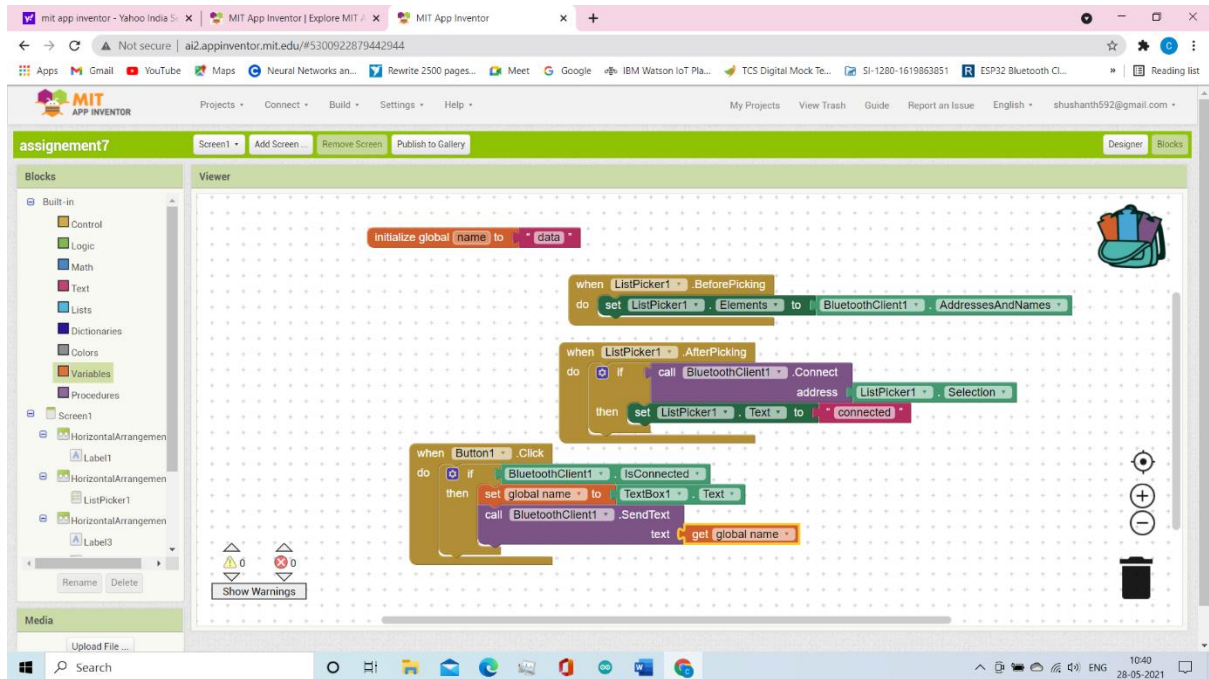 mit app inventor - Yahoo India Se
MIT App Inventor | Explore MIT A
MIT App Inventor
Not secure | ai2.appinventor.mit.edu/#5300922879442944
Apps Gmail YouTube Maps Neural Networks an... Rewrite 2500 pages... Meet Google IBM Watson IoT Pla... TCS Digital Mock Te... SI-1280-1619863851 ESP32 Bluetooth Cl... » Reading list
MIT
APP INVENTOR
Projects Connect Build Settings Help My Projects View Trash Guide Report an Issue English shushanth592@gmail.com
assignement7 Screen1 Add Screen ... Remove Screen Publish to Gallery Designer Blocks
Blocks
Built-in
Control
Logic
Math
Text
Lists
Dictionaries
Colors
Variables
Procedures
Screen1
HorizontalArrangemen
Label1
HorizontalArrangemen
ListPicker1
HorizontalArrangemen
Label3
Rename Delete
Media
Upload File ...
Viewer
initialize global name to " data "
when ListPicker1 .BeforePicking
do set ListPicker1 . Elements to BluetoothClient1 . AddressesAndNames
when ListPicker1 .AfterPicking
do if call BluetoothClient1 .Connect
address ListPicker1 . Selection
then set ListPicker1 . Text to " connected "
when Button1 .Click
do if BluetoothClient1 . IsConnected
then set global name to TextBox1 . Text
call BluetoothClient1 .SendText
text get global name
0 0
Show Warnings
Search
ENG 10:40
28-05-2021